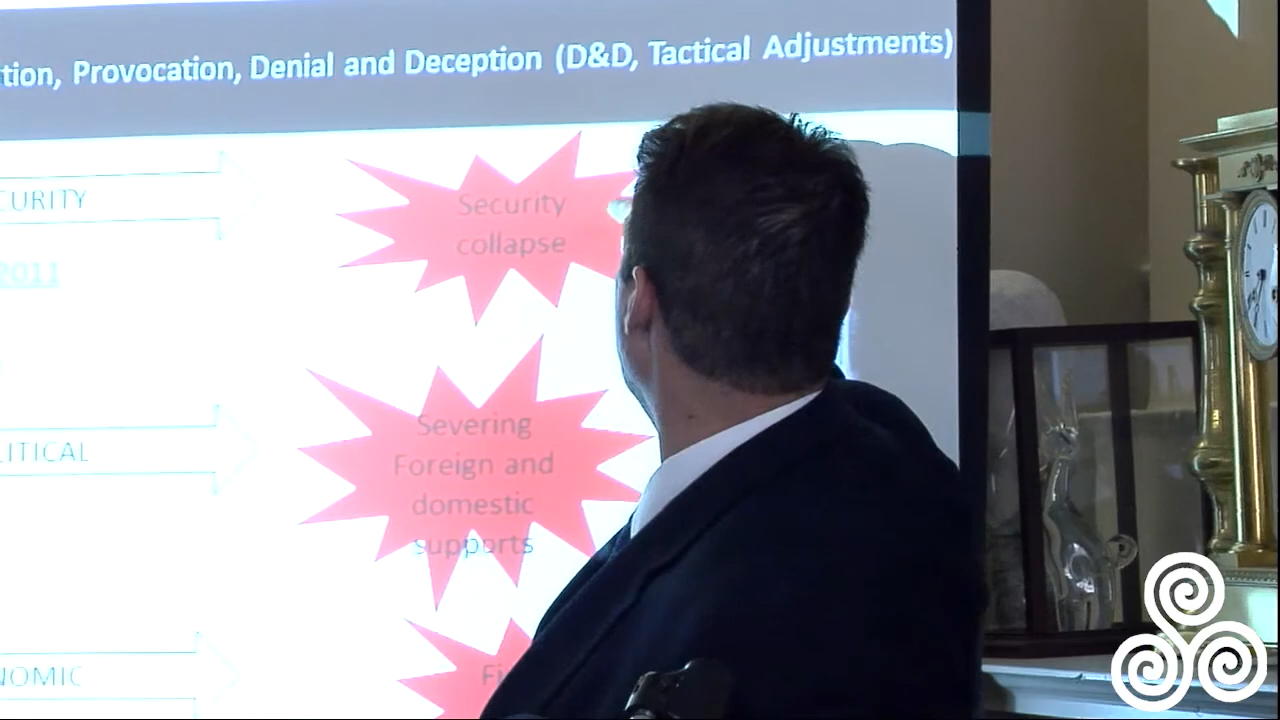 tion, Provocation, Denial and Deception (D&D, Tactical Adjustments)
CURITY
Security
collapse
2011
LITICAL
Severing
Foreign and
domestic
supports
NOMIC